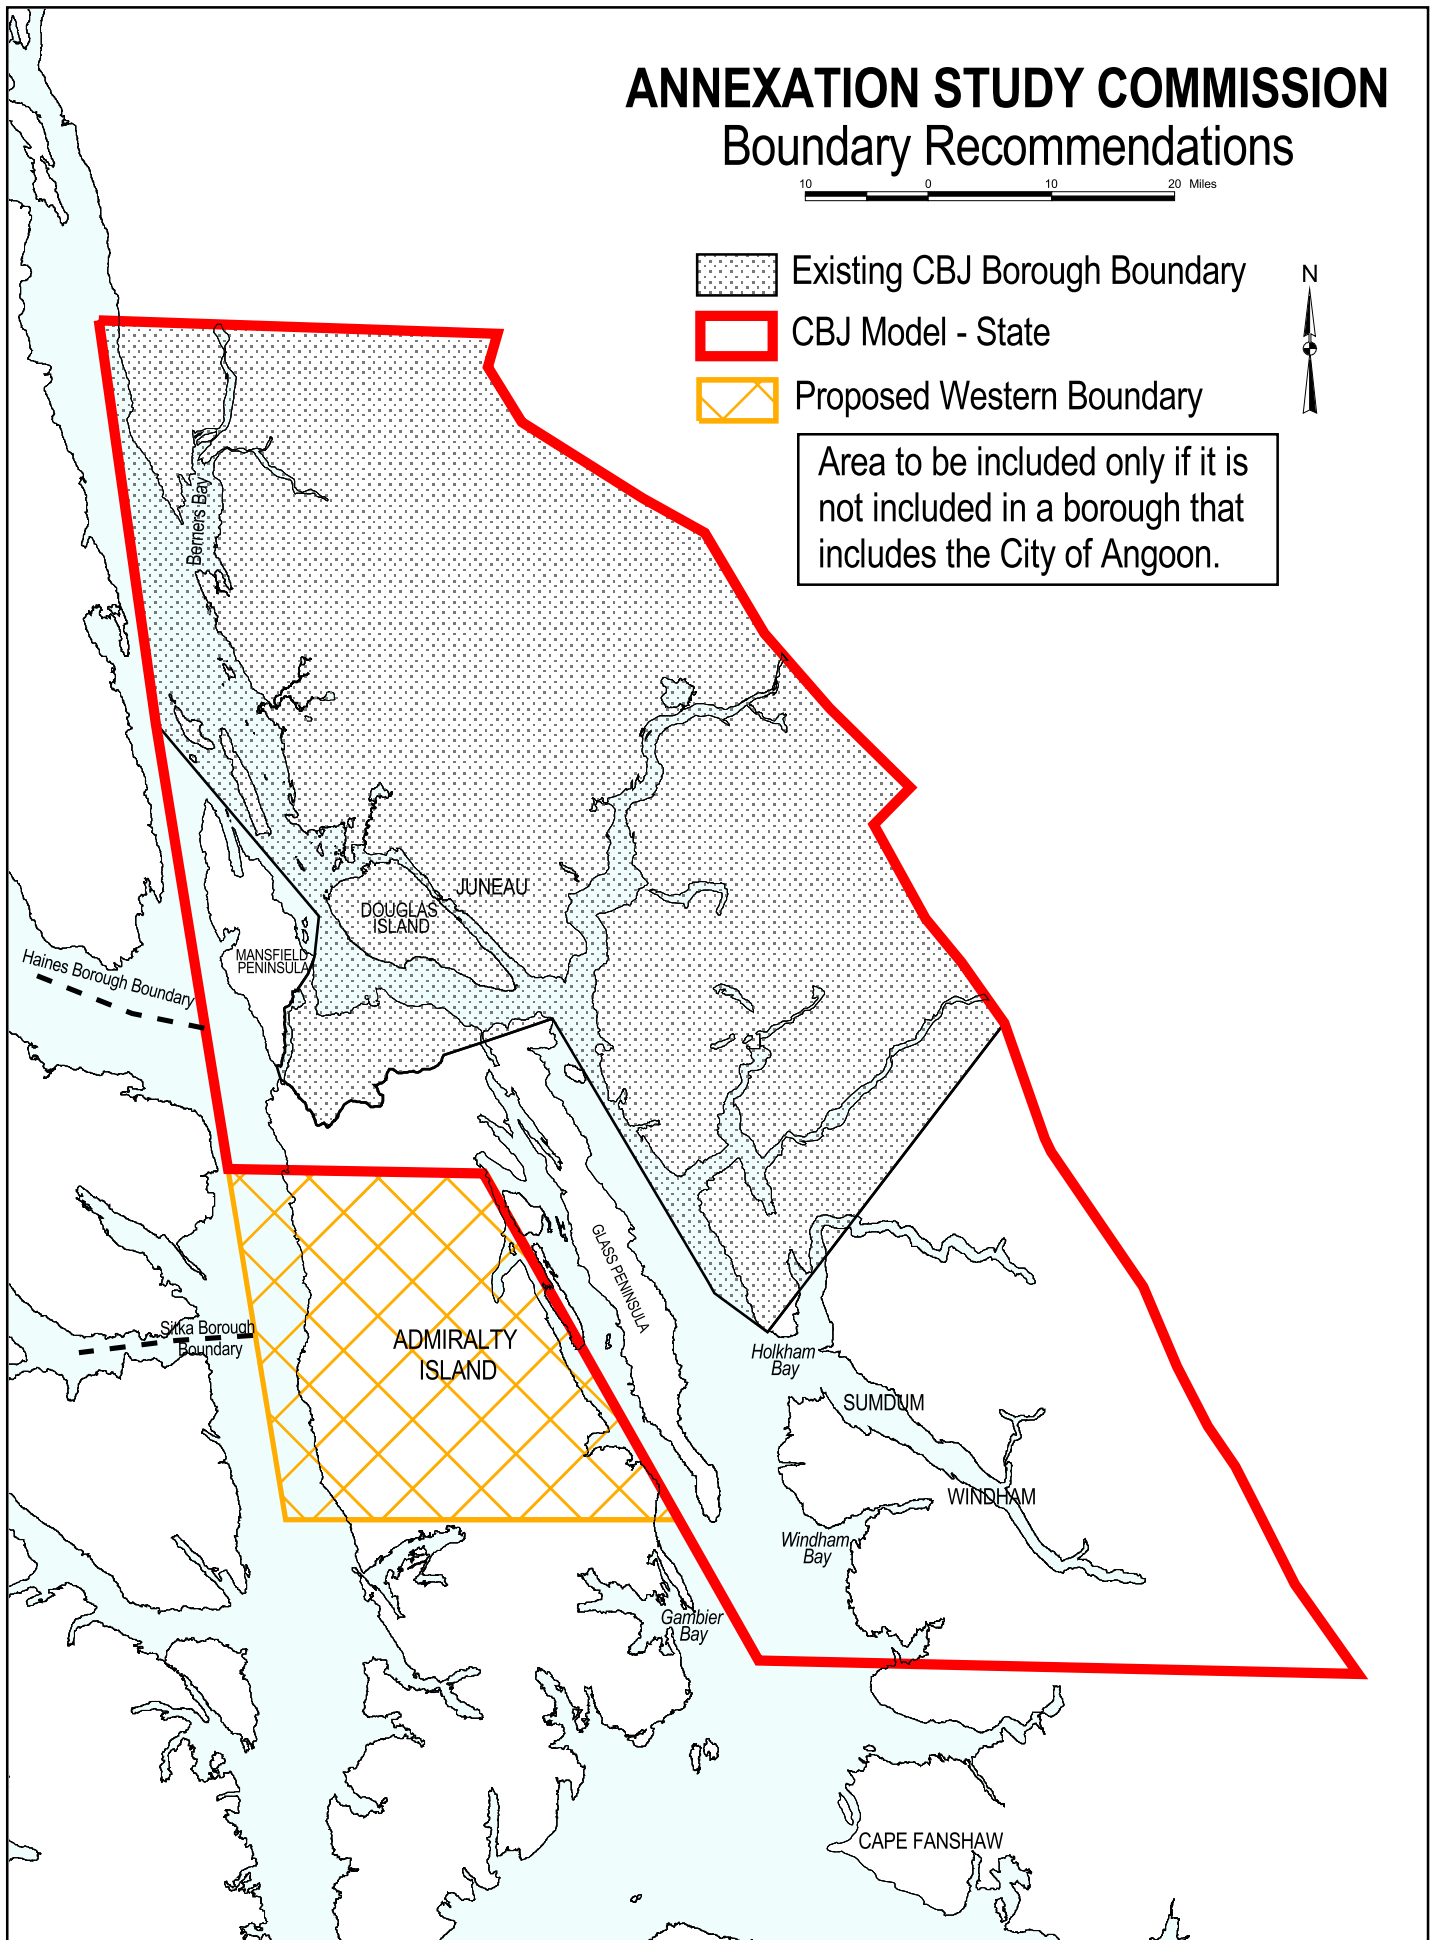 ANNEXATION STUDY COMMISSION
Boundary Recommendations
10 0 10 20 Miles
Existing CBJ Borough Boundary
N
CBJ Model - State
Proposed Western Boundary
Area to be included only if it is
not included in a borough that
includes the City of Angoon.
Berners Bay
JUNEAU
DOUGLAS
ISLAND
MANSFIELD
PENINSULA
Haines Borough Boundary
GLASS PENINSULA
Sitka Borough
Boundary
ADMIRALTY
ISLAND
Holkham
Bay
SUMDUM
WINDHAM
Windham
Bay
Gambier
Bay
CAPE FANSHAW